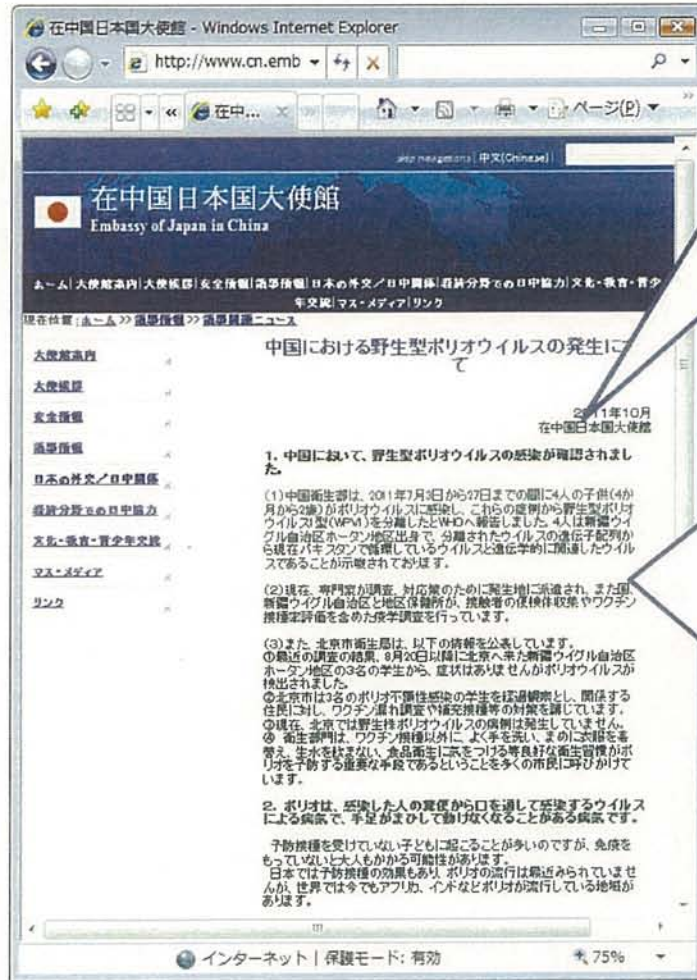 在中国日本国大使館 - Windows Internet Explorer
http://www.cn.emb
在中...
ページ(P)
中文(Chinese)
在中国日本国大使館
Embassy of Japan in China
ホーム|大使館案内|大使挨拶|安全情報|領事情報|日本の外交／日中関係|経済分野での日中協力|文化・教育・青少
年交流|マス・メディア|リンク
現在位置:ホーム>>領事情報>>領事関連ニュース
大使館案内
大使挨拶
安全情報
領事情報
日本の外交／日中関係
経済分野での日中協力
文化・教育・青少年交流
マス・メディア
リンク
中国における野生型ポリオウイルスの発生に
て
2011年10月
在中国日本国大使館
1. 中国において、野生型ポリオウイルスの感染が確認されまし
た。
(1)中国衛生部は、2011年7月3日から27日までの間に4人の子供(4か
月から2歳)がポリオウイルスに感染し、これらの症例から野生型ポリオ
ウイルス1型(WPV1)を分離したとWHOへ報告しました。4人は新疆ウイ
グル自治区ホータン地区出身で、分離されたウイルスの遺伝子配列か
ら現在パキスタンで循環しているウイルスと遺伝学的に関連したウイル
スであることが示唆されております。
(2)現在、専門家が調査、対応策のために発生地に派遣され、また国、
新疆ウイグル自治区と地区保健所が、接触者の便検体収集やワクチン
接種率評価を含めた疫学調査を行っています。
(3)また、北京市衛生局は、以下の情報を公表しています。
①最近の調査の結果、8月20日以降に北京へ来た新疆ウイグル自治区
ホータン地区の3名の学生から、症状はありませんがポリオウイルスが
検出されました。
②北京市は3名のポリオ不顕性感染の学生を経過観察とし、関係する
住民に対し、ワクチン漏れ調査や補充接種等の対策を講じています。
③現在、北京では野生株ポリオウイルスの病例は発生していません。
④ 衛生部門は、ワクチン接種以外に、よく手を洗い、まめに衣服を着
替え、生水を飲まない、食品衛生に気をつける等良好な衛生習慣がポ
リオを予防する重要な手段であるということを多くの市民に呼びかけて
います。
2. ポリオは、感染した人の糞便から口を通して感染するウイルス
による病気で、手足がまひして動けなくなることがある病気です。
予防接種を受けていない子どもに起こることが多いのですが、免疫を
もっていないと大人もかかる可能性があります。
日本では予防接種の効果もあり、ポリオの流行は最近みられていませ
んが、世界では今でもアフリカ、インドなどポリオが流行している地域が
あります。
インターネット | 保護モード: 有効
75%